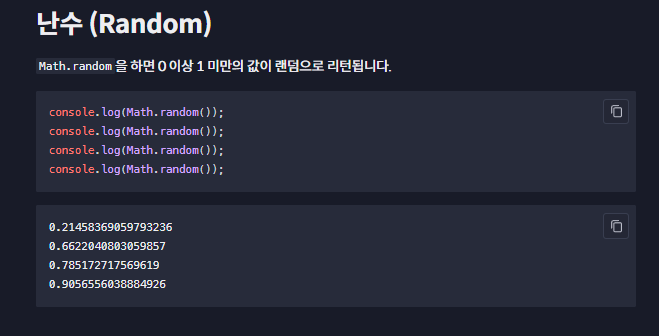 난수 (Random)
Math.random 을 하면 0 이상 1 미만의 값이 랜덤으로 리턴됩니다.
console.log(Math.random());
console.log(Math.random());
console.log(Math.random());
console.log(Math.random());
0.21458369059793236
0.6622040803059857
0.785172717569619
0.9056556038884926